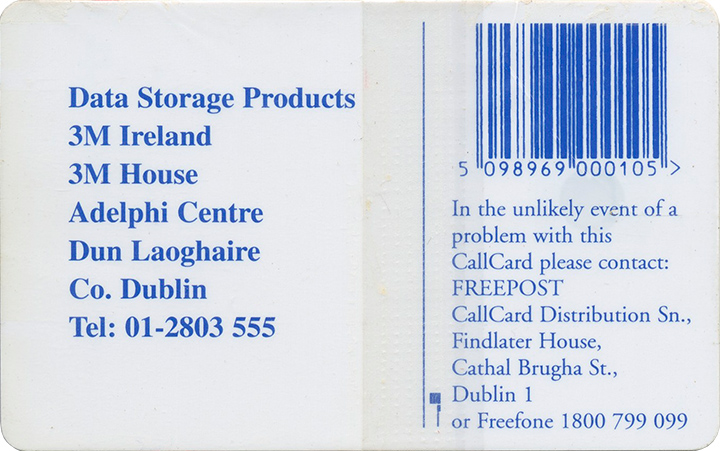 Data Storage Products
3M Ireland
3M House
Adelphi Centre
Dun Laoghaire
Co. Dublin
Tel: 01-2803 555
5 098969 000105 >
In the unlikely event of a
problem with this
CallCard please contact:
FREEPOST
CallCard Distribution Sn.,
Findlater House,
Cathal Brugha St.,
Dublin 1
or Freefone 1800 799 099